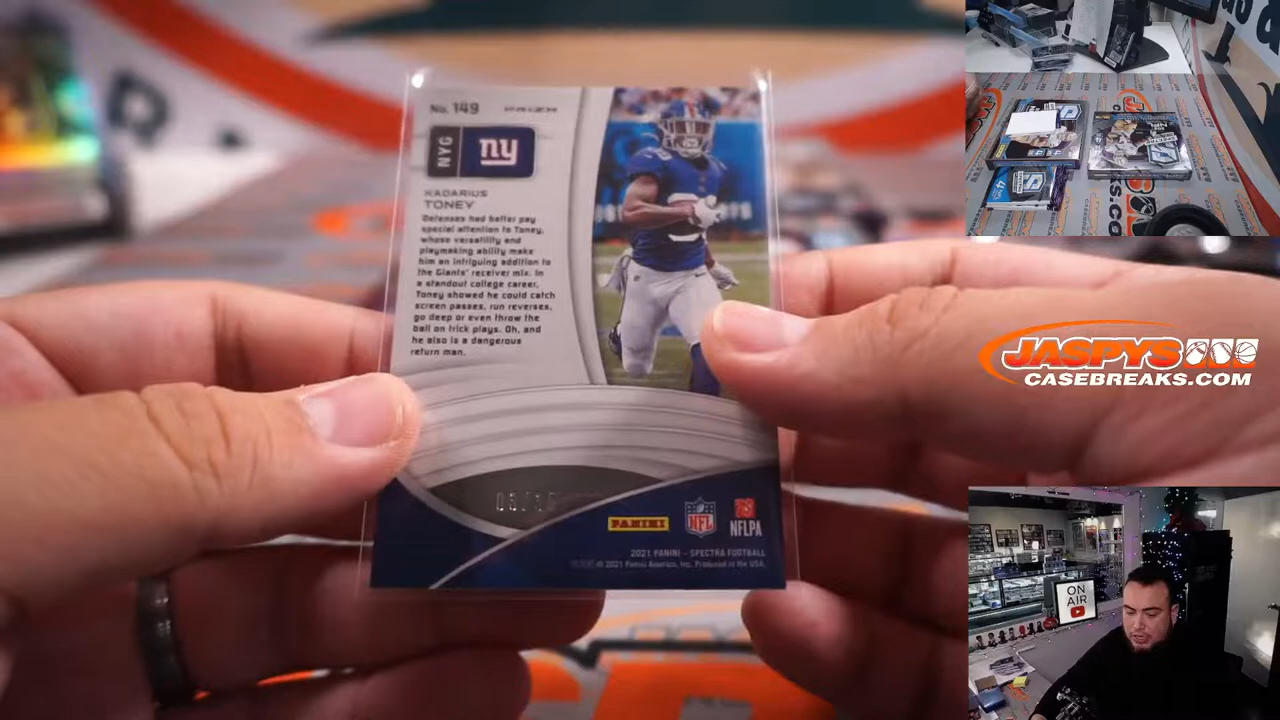 No. 149
NYG
ny
KADARIUS
TONEY
Defenses had better pay
special attention to Toney,
whose versatility and
playmaking ability make
him an intriguing addition to
the Giants' receiver mix. In
a standout college career,
Toney showed he could catch
screen passes, run reverses,
go deep or even throw the
ball on trick plays. Oh, and
he also is a dangerous
return man.
PANINI
NFL
NFLPA
2021 PANINI - SPECTRA FOOTBALL
© 2021 Panini America, Inc. Produced in the USA.
JASPYS
CASEBREAKS.COM
ON
AIR